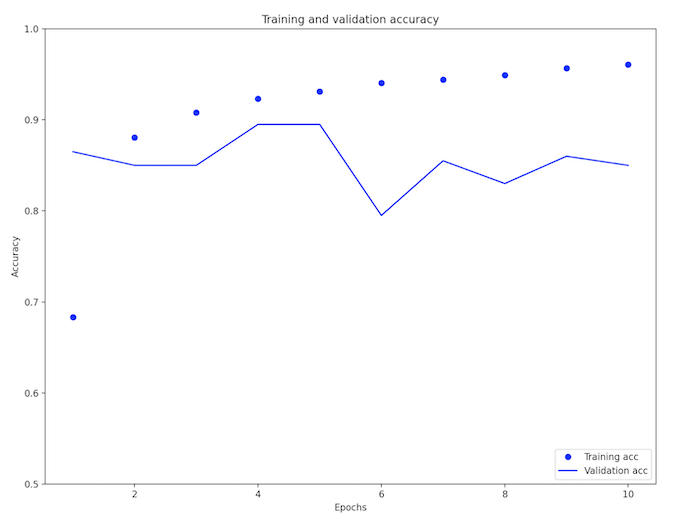 Training and validation accuracy
1.0
0.9
0.8
0.7
0.6
0.5
Accuracy
2 4 6 8 10
Epochs
Training acc
Validation acc